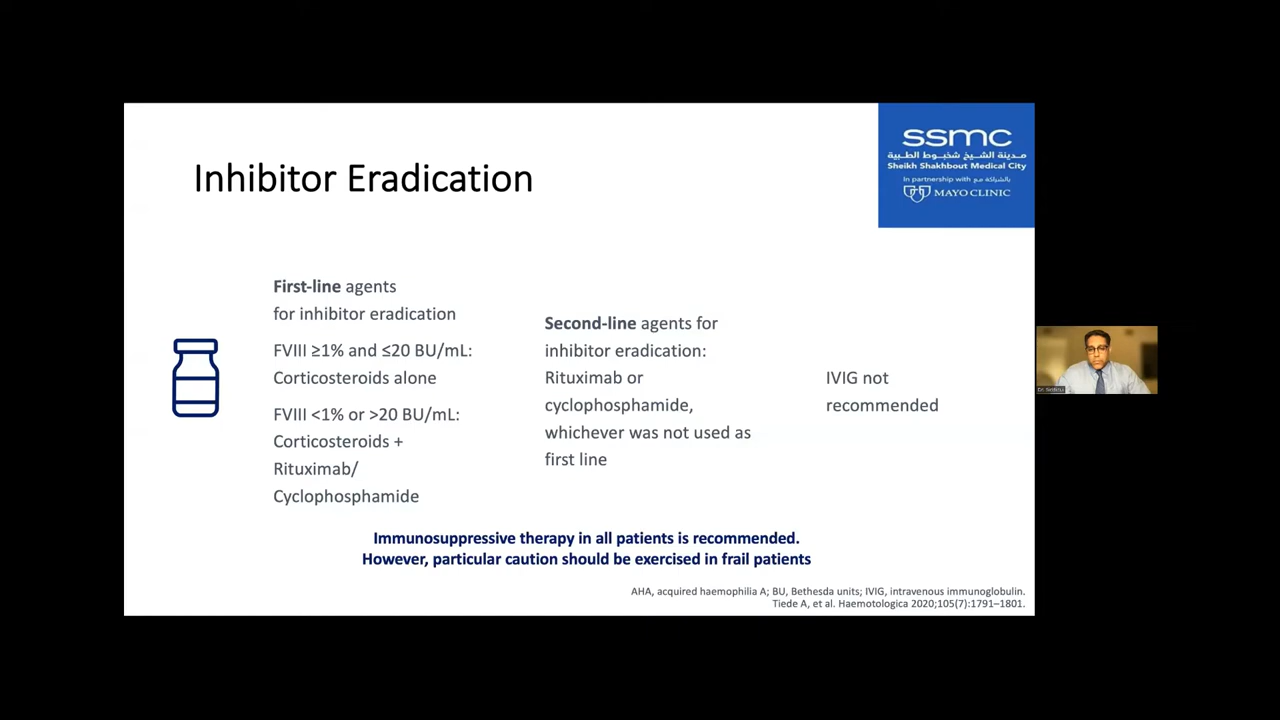 Inhibitor Eradication
ssmc
مدينة الشيخ شخبوط الطبية
Sheikh Shakhbout Medical City
In partnership with بالشراكة مع
MAYO CLINIC
First-line agents
for inhibitor eradication
FVIII ≥1% and ≤20 BU/mL:
Corticosteroids alone
FVIII <1% or >20 BU/mL:
Corticosteroids +
Rituximab/
Cyclophosphamide
Second-line agents for
inhibitor eradication:
Rituximab or
cyclophosphamide,
whichever was not used as
first line
IVIG not
recommended
Immunosuppressive therapy in all patients is recommended.
However, particular caution should be exercised in frail patients
AHA, acquired haemophilia A; BU, Bethesda units; IVIG, intravenous immunoglobulin.
Tiede A, et al. Haemotologica 2020;105(7):1791–1801.